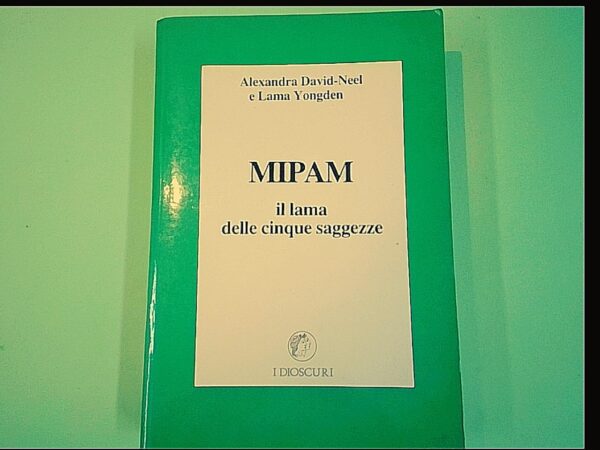 Alexandra David-Neel
e Lama Yongden
MIPAM
il lama
delle cinque saggezze
I DIOSCURI